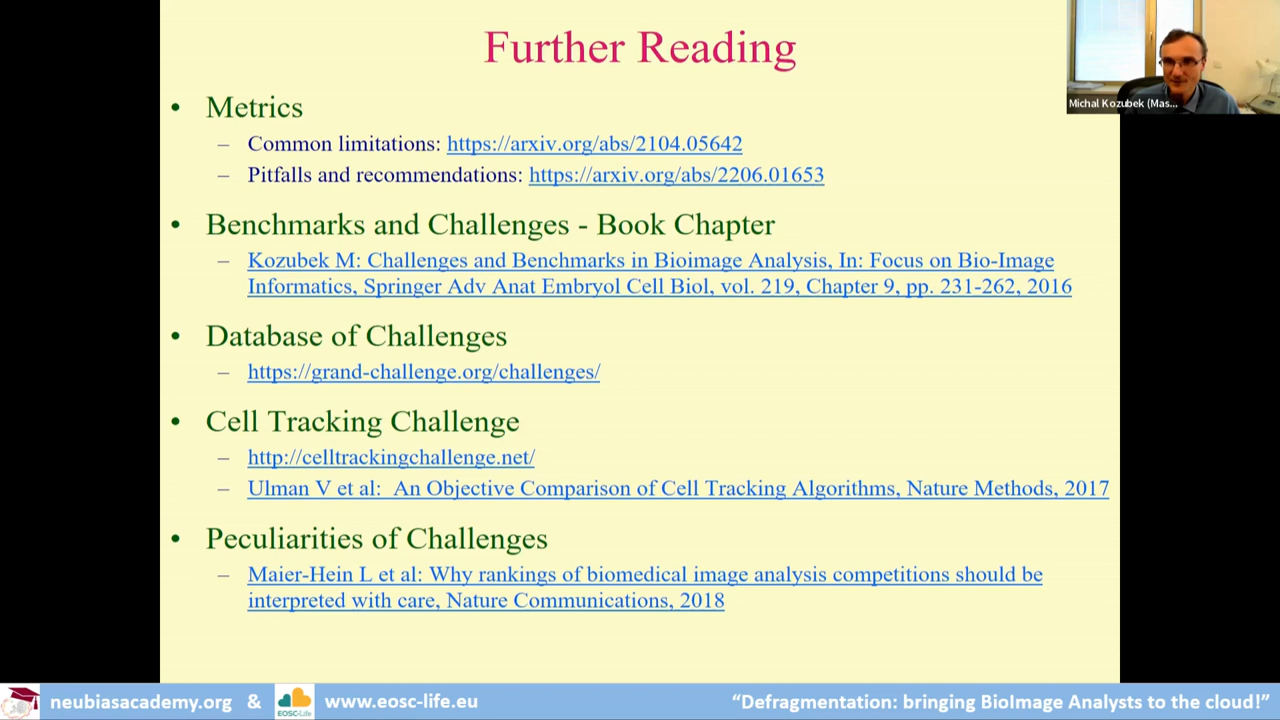 Further Reading
Michal Kozubek (Mas...
• Metrics
– Common limitations: https://arxiv.org/abs/2104.05642
– Pitfalls and recommendations: https://arxiv.org/abs/2206.01653
• Benchmarks and Challenges - Book Chapter
– Kozubek M: Challenges and Benchmarks in Bioimage Analysis, In: Focus on Bio-Image
Informatics, Springer Adv Anat Embryol Cell Biol, vol. 219, Chapter 9, pp. 231-262, 2016
• Database of Challenges
– https://grand-challenge.org/challenges/
• Cell Tracking Challenge
– http://celltrackingchallenge.net/
– Ulman V et al: An Objective Comparison of Cell Tracking Algorithms, Nature Methods, 2017
• Peculiarities of Challenges
– Maier-Hein L et al: Why rankings of biomedical image analysis competitions should be
interpreted with care, Nature Communications, 2018
neubiasacademy.org & EOSC-Life www.eosc-life.eu “Defragmentation: bringing BioImage Analysts to the cloud!”